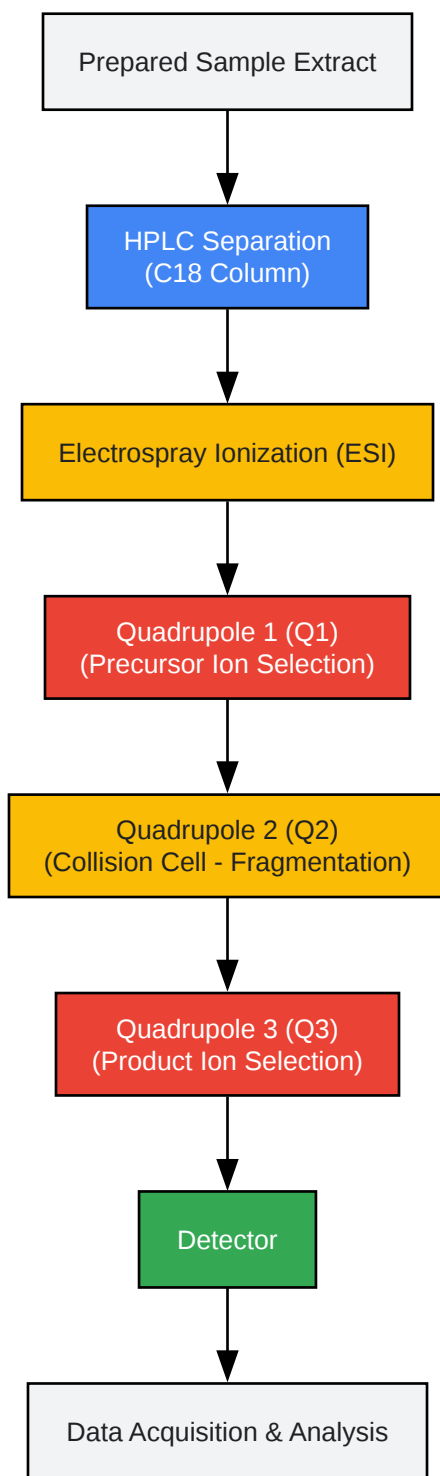 Prepared Sample Extract
HPLC Separation
(C18 Column)
Electrospray Ionization (ESI)
Quadrupole 1 (Q1)
(Precursor Ion Selection)
Quadrupole 2 (Q2)
(Collision Cell - Fragmentation)
Quadrupole 3 (Q3)
(Product Ion Selection)
Detector
Data Acquisition & Analysis